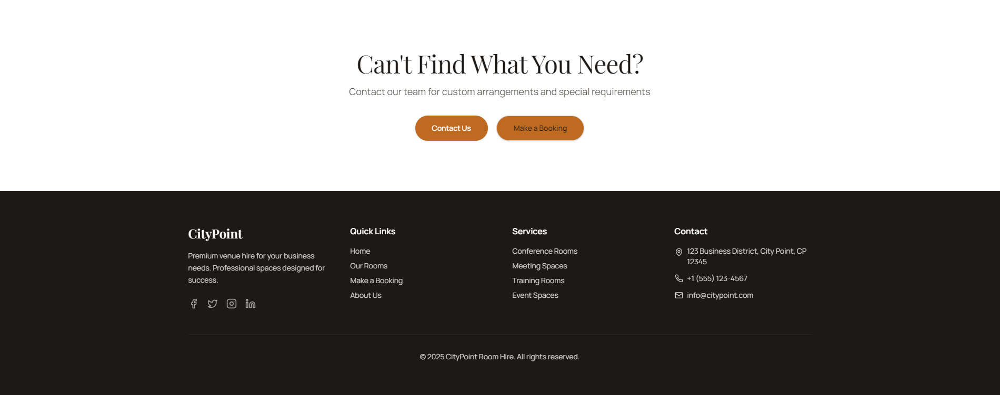 Can't Find What You Need?
Contact our team for custom arrangements and special requirements
Contact Us
Make a Booking
CityPoint
Premium venue hire for your business
needs. Professional spaces designed for
success.
Quick Links
Home
Our Rooms
Make a Booking
About Us
Services
Conference Rooms
Meeting Spaces
Training Rooms
Event Spaces
Contact
123 Business District, City Point, CP
12345
+1 (555) 123-4567
info@citypoint.com
© 2025 CityPoint Room Hire. All rights reserved.